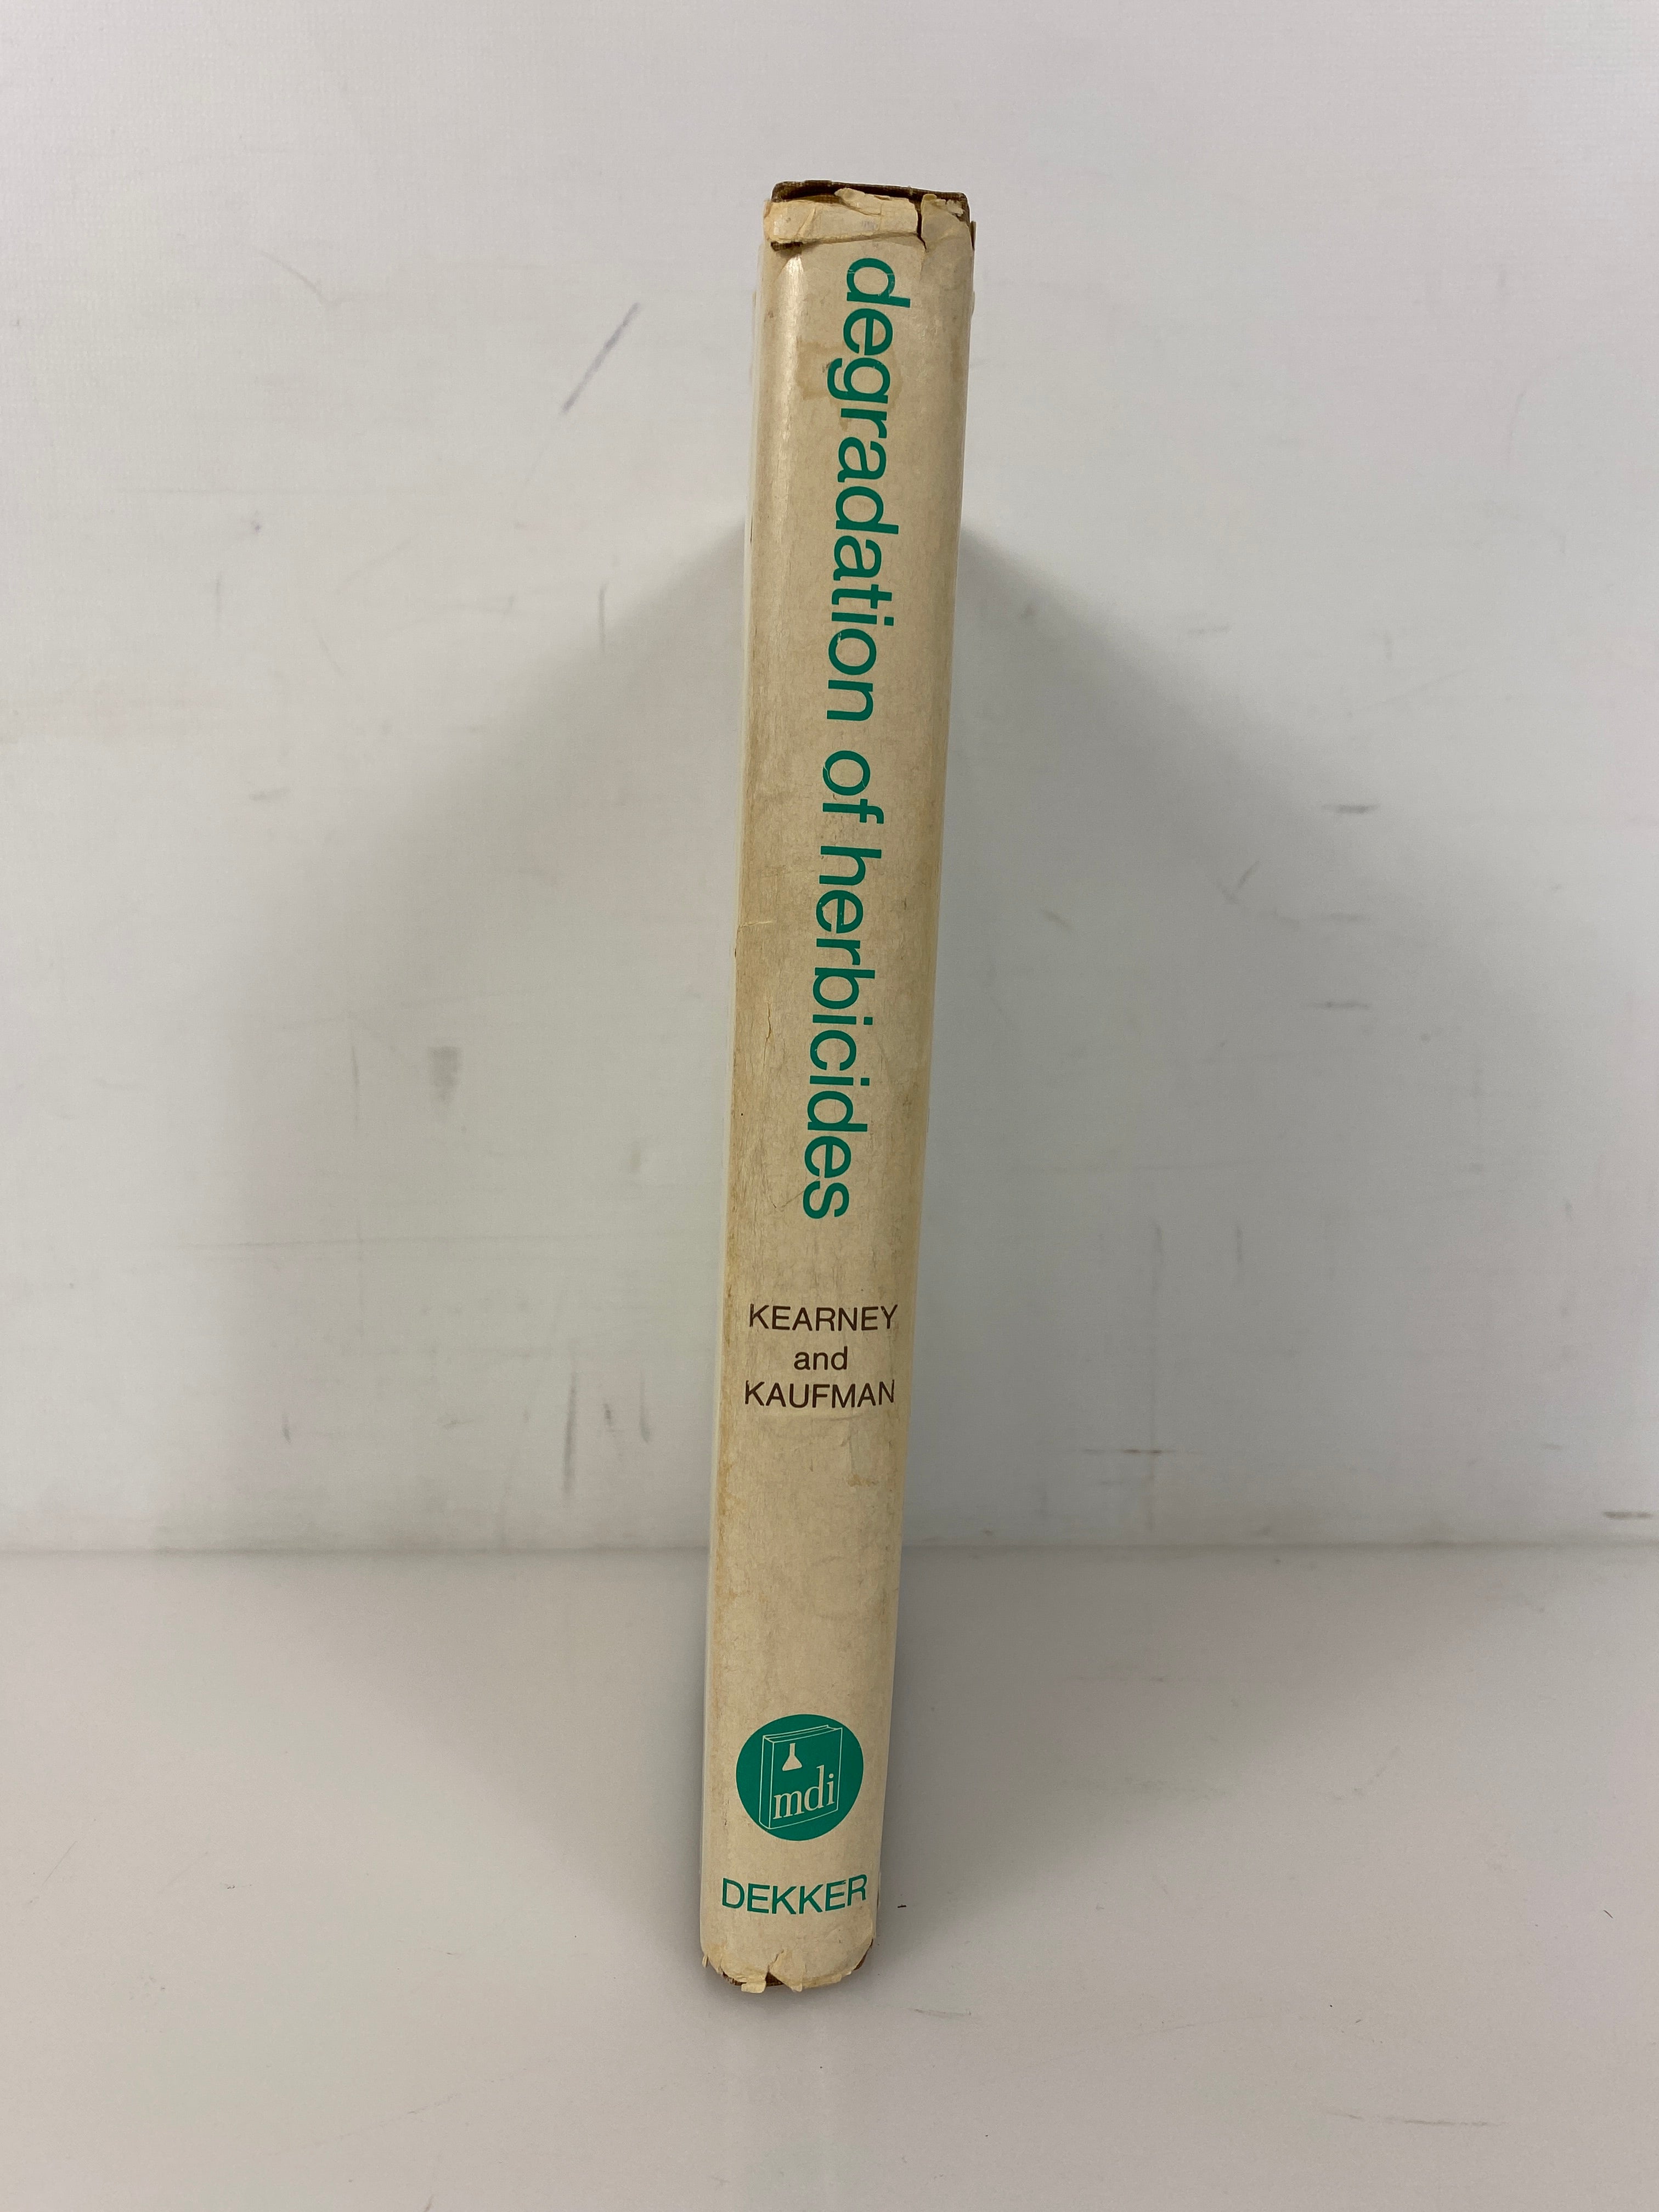 degradation of herbicides
KEARNEY
and
KAUFMAN
mdi
DEKKER